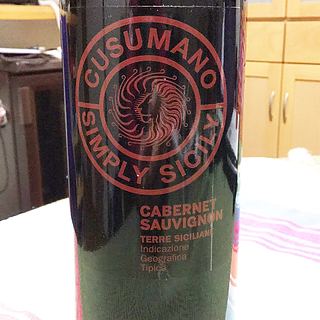 CUSUMANO
SIMPLY SICILY
CABERNET
SAUVIGNON
TERRE SICILIANE
Indicazione
Geografica
Tipica